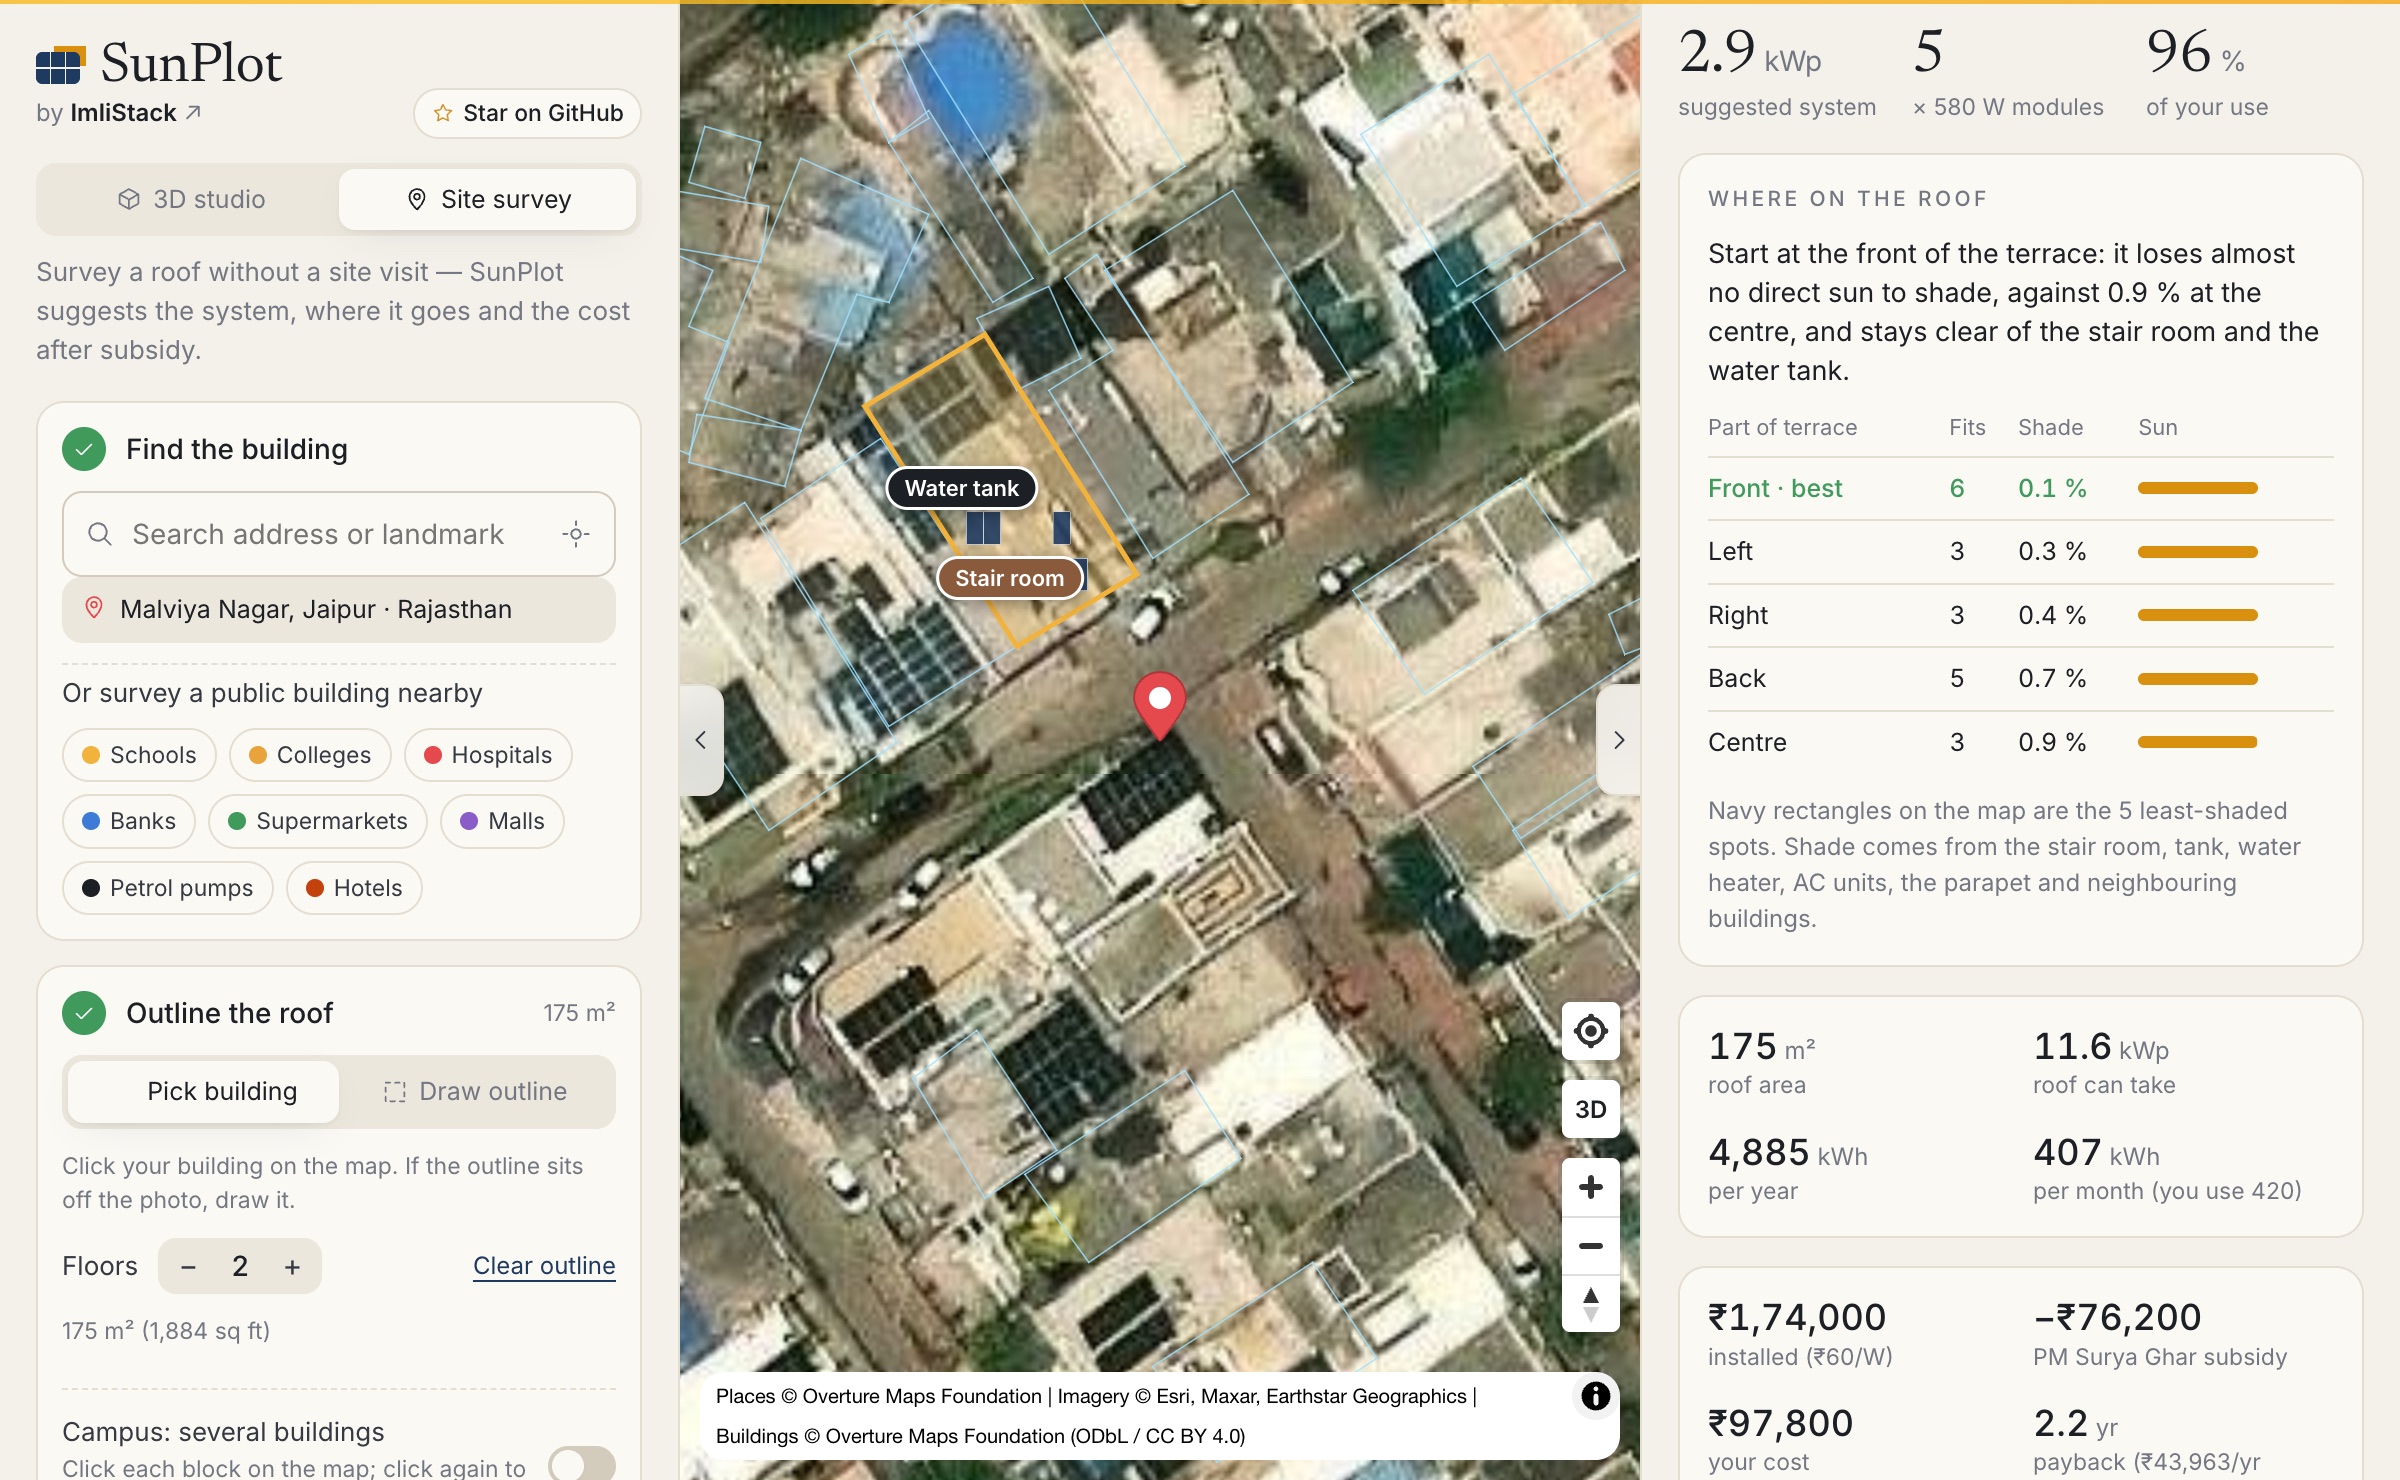 SunPlot
by ImliStack ↗
Star on GitHub
3D studio
Site survey
Survey a roof without a site visit — SunPlot
suggests the system, where it goes and the cost
after subsidy.
Find the building
Search address or landmark
Malviya Nagar, Jaipur · Rajasthan
Or survey a public building nearby
Schools
Colleges
Hospitals
Banks
Supermarkets
Malls
Petrol pumps
Hotels
Outline the roof
175 m²
Pick building
Draw outline
Click your building on the map. If the outline sits
off the photo, draw it.
Floors − 2 +
Clear outline
175 m² (1,884 sq ft)
Campus: several buildings
Click each block on the map; click again to
Water tank
Stair room
3D
Places © Overture Maps Foundation | Imagery © Esri, Maxar, Earthstar Geographics |
Buildings © Overture Maps Foundation (ODbL / CC BY 4.0)
2.9 kWp
suggested system
5
× 580 W modules
96 %
of your use
WHERE ON THE ROOF
Start at the front of the terrace: it loses almost
no direct sun to shade, against 0.9 % at the
centre, and stays clear of the stair room and the
water tank.
Part of terrace Fits Shade Sun
Front · best 6 0.1 %
Left 3 0.3 %
Right 3 0.4 %
Back 5 0.7 %
Centre 3 0.9 %
Navy rectangles on the map are the 5 least-shaded
spots. Shade comes from the stair room, tank, water
heater, AC units, the parapet and neighbouring
buildings.
175 m²
roof area
11.6 kWp
roof can take
4,885 kWh
per year
407 kWh
per month (you use 420)
₹1,74,000
installed (₹60/W)
−₹76,200
PM Surya Ghar subsidy
₹97,800
your cost
2.2 yr
payback (₹43,963/yr